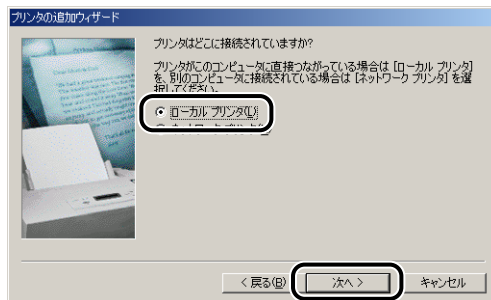 プリンタの追加ウィザード
プリンタはどこに接続されていますか?
プリンタがこのコンピュータに直接つながっている場合は [ローカル プリンタ]
を、別のコンピュータに接続されている場合は [ネットワーク プリンタ] を選
択してください。
ローカル プリンタ(L)
< 戻る(B)
次へ >
キャンセル